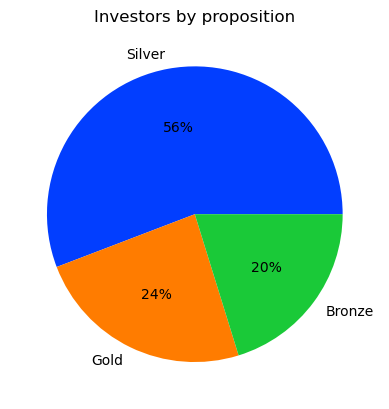 Investors by proposition
Silver
56%
20%
24%
Bronze
Gold